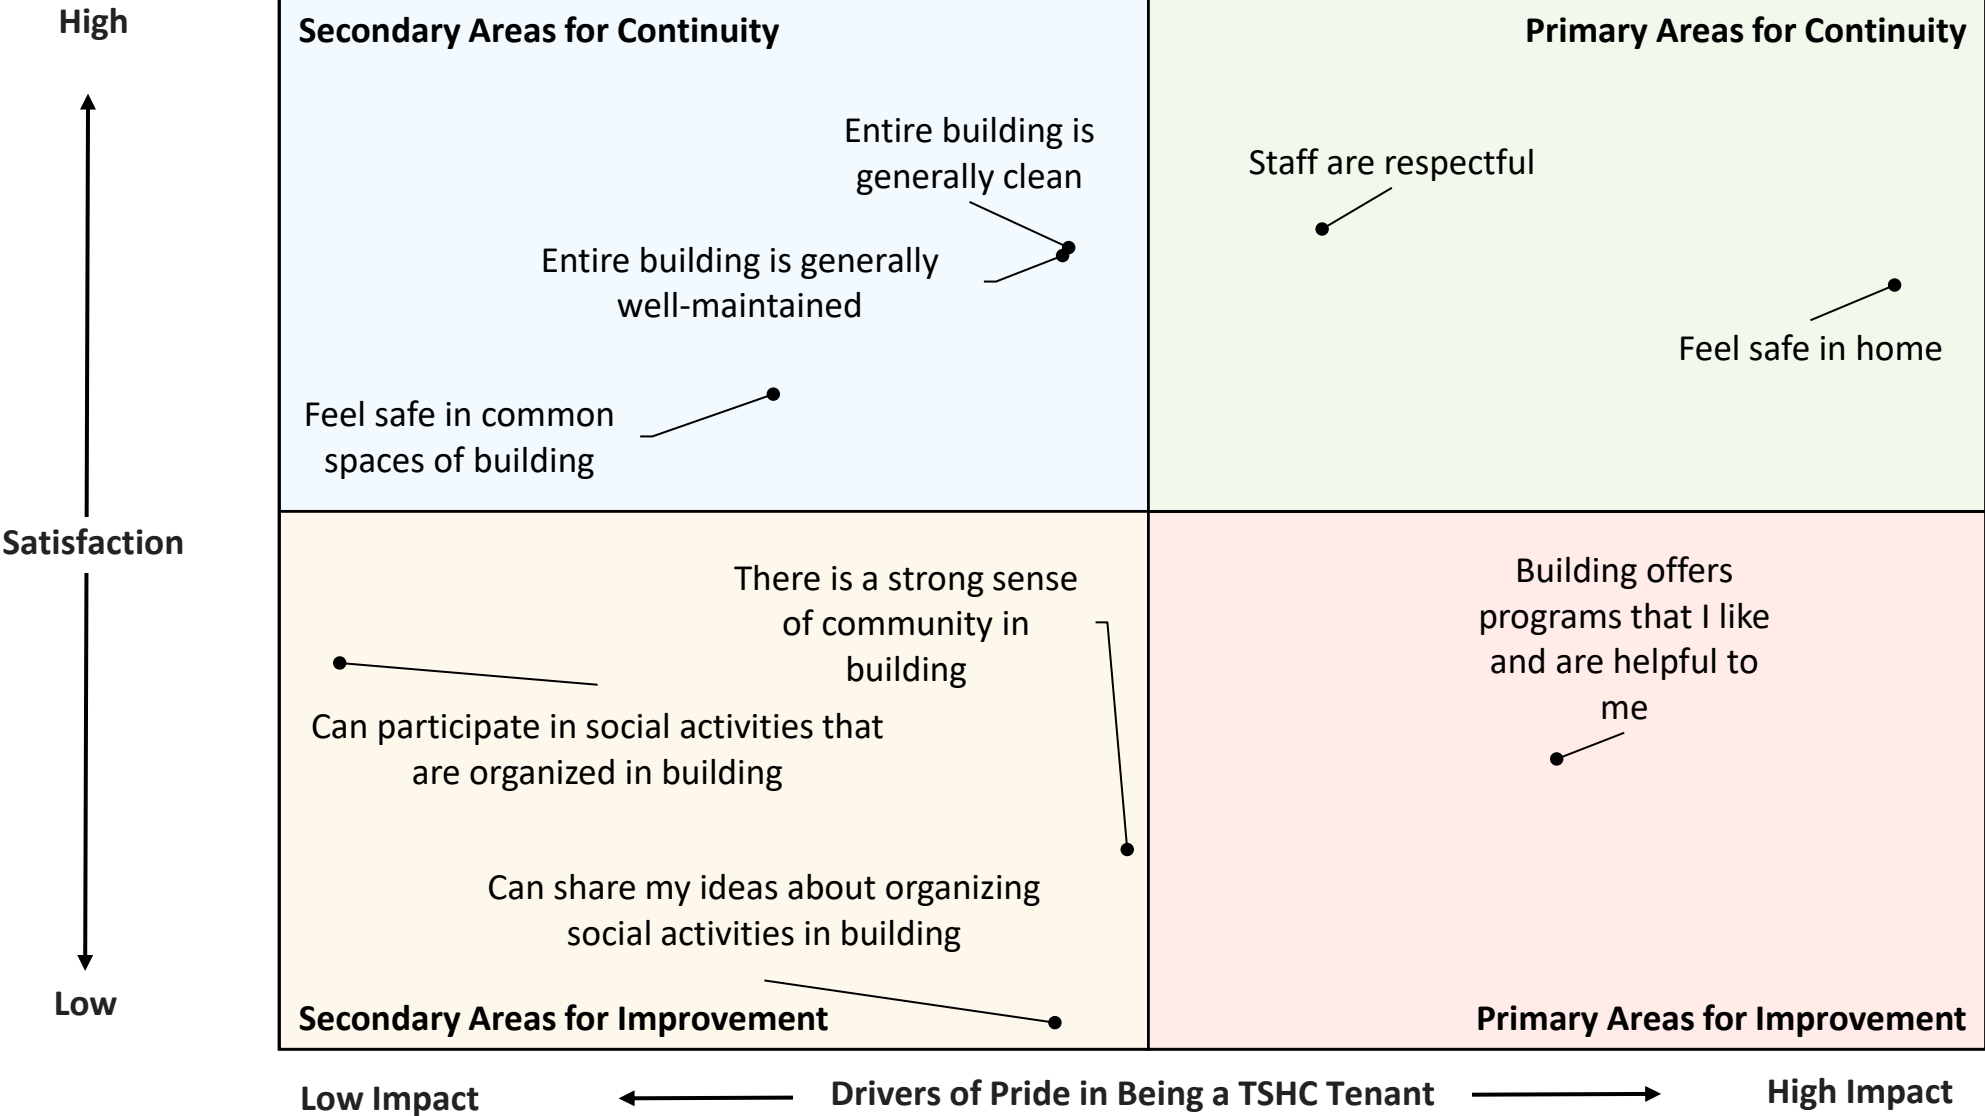 High
Satisfaction
Low
Secondary Areas for Continuity
Entire building is
generally clean
Entire building is generally
well-maintained
Feel safe in common
spaces of building
Primary Areas for Continuity
Staff are respectful
Feel safe in home
There is a strong sense
of community in
building
Can participate in social activities that
are organized in building
Can share my ideas about organizing
social activities in building
Secondary Areas for Improvement
Building offers
programs that I like
and are helpful to
me
Primary Areas for Improvement
Low Impact
Drivers of Pride in Being a TSHC Tenant
High Impact